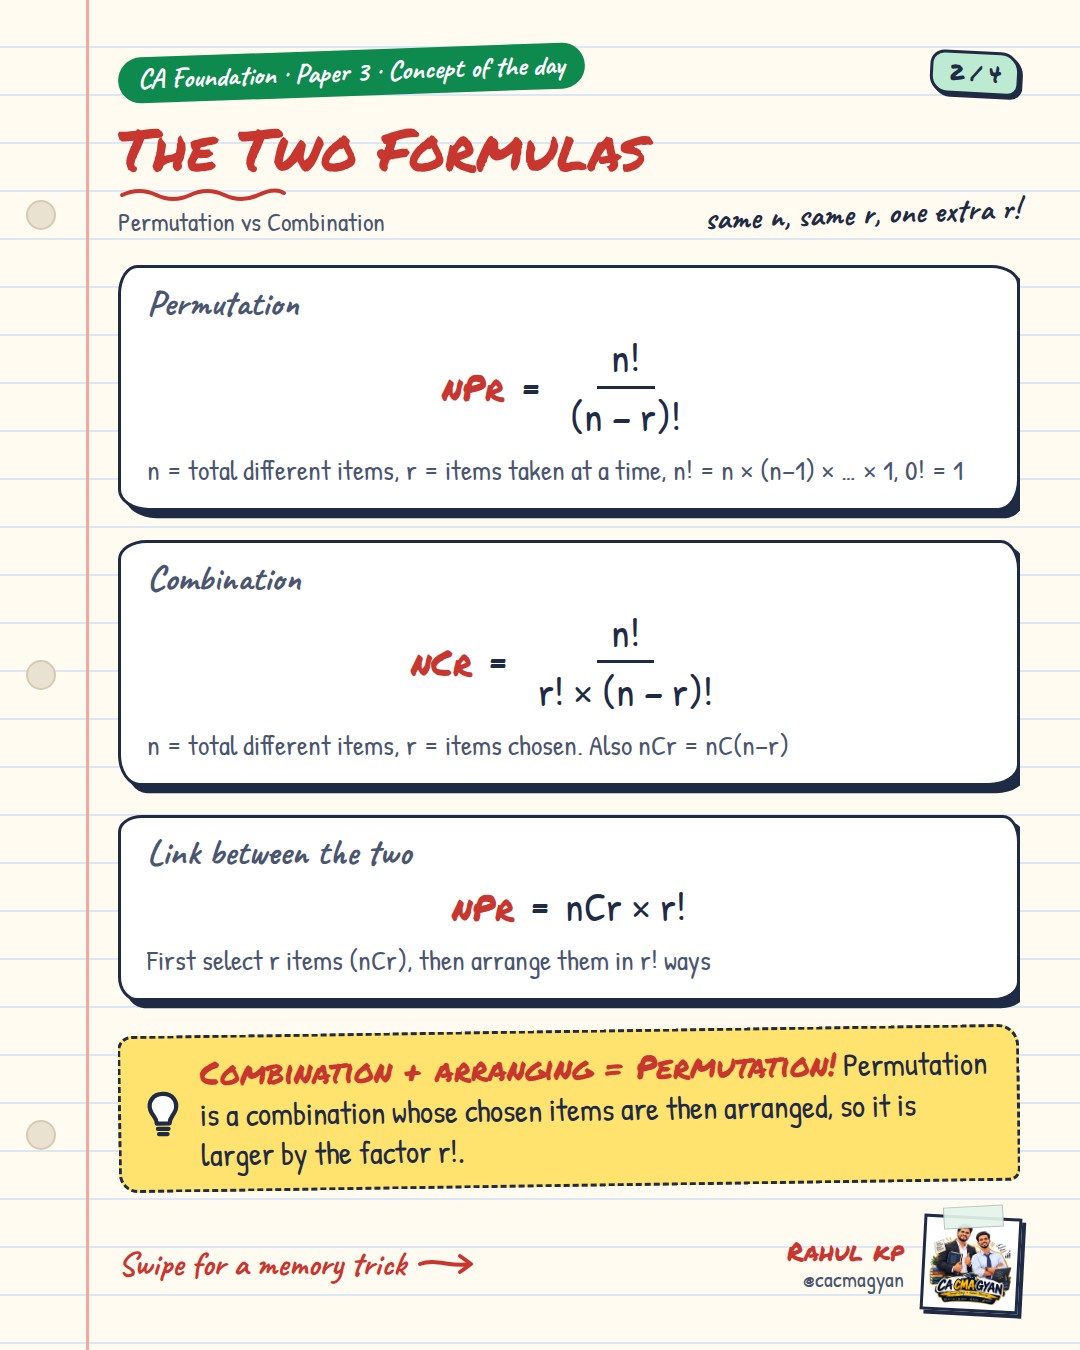 CA Foundation · Paper 3 · Concept of the day
2/4
The Two Formulas
Permutation vs Combination
same n, same r, one extra r!
Permutation
nPr = n! / (n – r)!
n = total different items, r = items taken at a time, n! = n × (n–1) × ... × 1, 0! = 1
Combination
nCr = n! / r! × (n – r)!
n = total different items, r = items chosen. Also nCr = nC(n–r)
Link between the two
nPr = nCr × r!
First select r items (nCr), then arrange them in r! ways
Combination + arranging = Permutation! Permutation
is a combination whose chosen items are then arranged, so it is
larger by the factor r!.
Swipe for a memory trick
Rahul KP
@cacmagyan
CA CMA GYAN